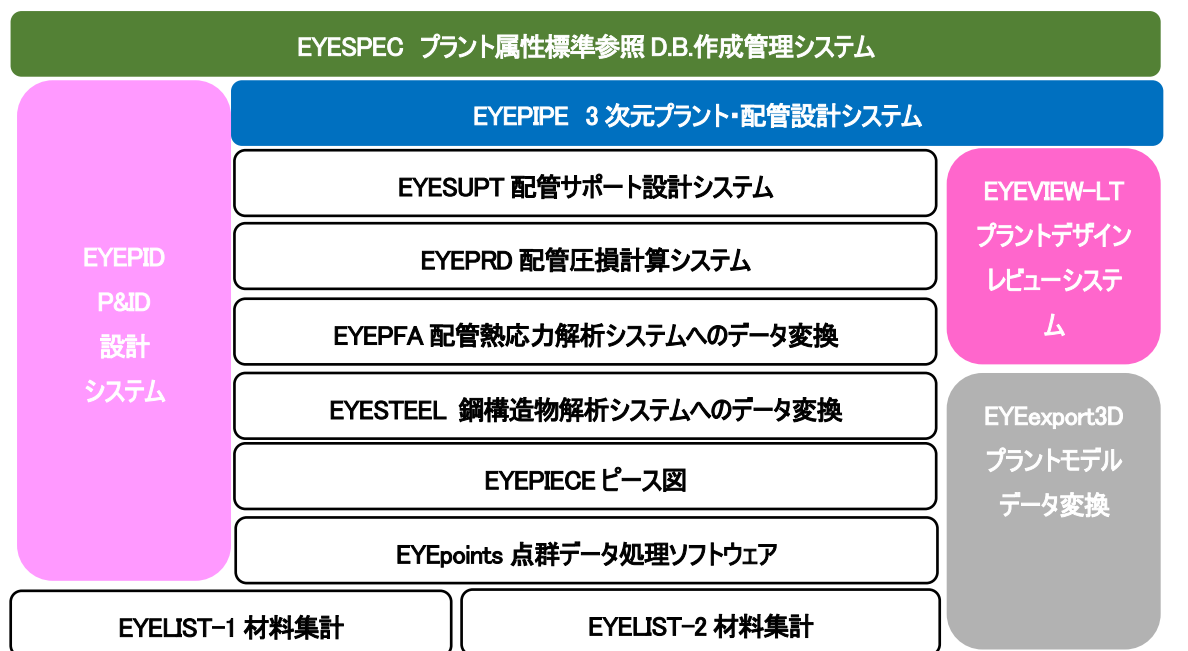 EYESPEC プラント属性標準参照 D.B.作成管理システム
EYEPIPE 3 次元プラント・配管設計システム
EYEPID
P&ID
設計
システム
EYESUPT 配管サポート設計システム
EYEPRD 配管圧損計算システム
EYEPFA 配管熱応力解析システムへのデータ変換
EYESTEEL 鋼構造物解析システムへのデータ変換
EYEPIECE ピース図
EYEpoints 点群データ処理ソフトウェア
EYEVIEW-LT
プラントデザイン
レビューシステ
ム
EYEexport3D
プラントモデル
データ変換
EYELIST-1 材料集計
EYELIST-2 材料集計